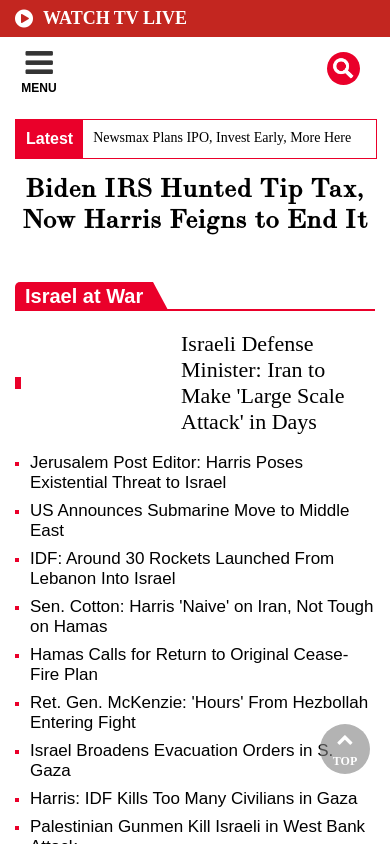 WATCH TV LIVE
MENU
Latest
Newsmax Plans IPO, Invest Early, More Here
Biden IRS Hunted Tip Tax,
Now Harris Feigns to End It
Israel at War
Israeli Defense
Minister: Iran to
Make 'Large Scale
Attack' in Days
Jerusalem Post Editor: Harris Poses
Existential Threat to Israel
US Announces Submarine Move to Middle
East
IDF: Around 30 Rockets Launched From
Lebanon Into Israel
Sen. Cotton: Harris 'Naive' on Iran, Not Tough
on Hamas
Hamas Calls for Return to Original Cease-
Fire Plan
Ret. Gen. McKenzie: 'Hours' From Hezbollah
Entering Fight
Israel Broadens Evacuation Orders in S.
Gaza
TOP
Harris: IDF Kills Too Many Civilians in Gaza
Palestinian Gunmen Kill Israeli in West Bank